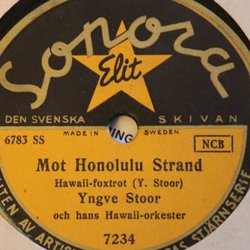 Sonora
Elit
DEN SVENSKA SKIVAN
MADE IN SWEDEN
6783 SS
NCB
Mot Honolulu Strand
Hawaii-foxtrot (Y. Stoor)
Yngve Stoor
och hans Hawaii-orkester
7234